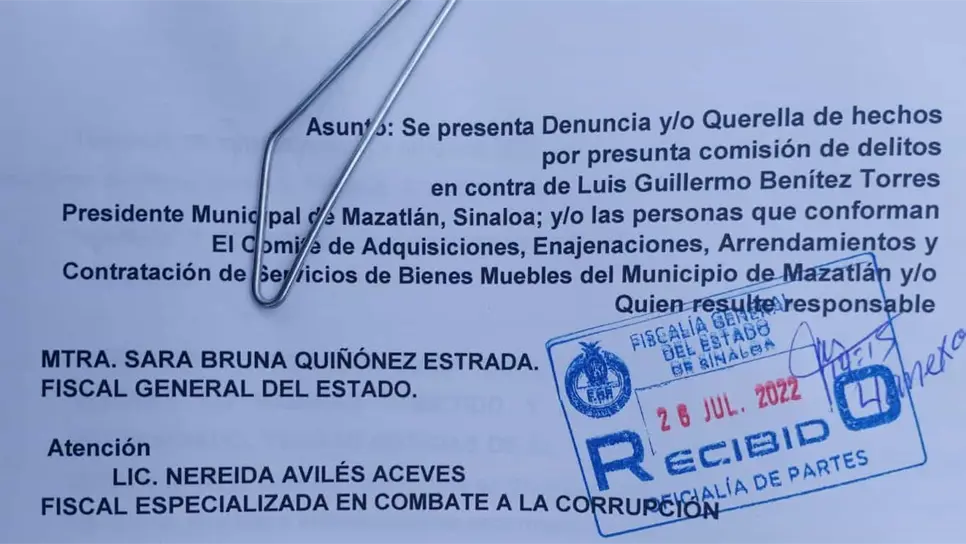 Asunto: Se presenta Denuncia y/o Querella de hechos
por presunta comisión de delitos
en contra de Luis Guillermo Benítez Torres
Presidente Municipal de Mazatlán, Sinaloa; y/o las personas que conforman
El Comité de Adquisiciones, Enajenaciones, Arrendamientos y
Contratación de Servicios de Bienes Muebles del Municipio de Mazatlán y/o
Quien resulte responsable
MTRA. SARA BRUNA QUIÑÓNEZ ESTRADA.
FISCAL GENERAL DEL ESTADO.
Atención
LIC. NEREIDA AVILÉS ACEVES
FISCAL ESPECIALIZADA EN COMBATE A LA CORRUPCIÓN
FISCALÍA GENERAL
DEL ESTADO
DE SINALOA
26 JUL. 2022
RECIBIDO
OFICIALÍA DE PARTES